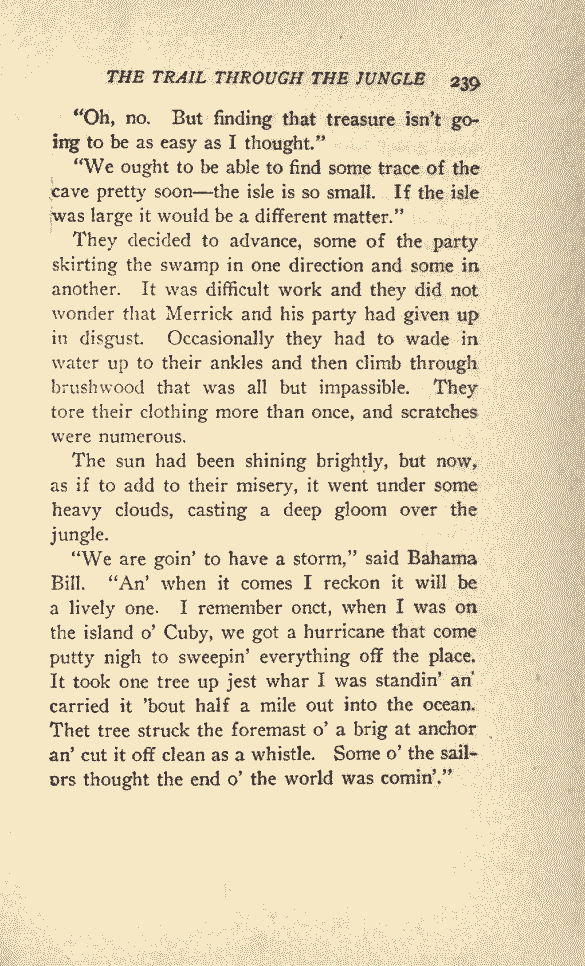 THE TRAIL THROUGH THE JUNGLE 239
“Oh, no. But finding that treasure isn’t go-
ing to be as easy as I thought.”
“We ought to be able to find some trace of the
cave pretty soon—the isle is so small. If the isle
was large it would be a different matter.”
They decided to advance, some of the party
skirting the swamp in one direction and some in
another. It was difficult work and they did not
wonder that Merrick and his party had given up
in disgust. Occasionally they had to wade in
water up to their ankles and then climb through
brushwood that was all but impassible. They
tore their clothing more than once, and scratches
were numerous.
The sun had been shining brightly, but now,
as if to add to their misery, it went under some
heavy clouds, casting a deep gloom over the
jungle.
“We are goin’ to have a storm,” said Bahama
Bill. “An’ when it comes I reckon it will be
a lively one. I remember onct, when I was on
the island o’ Cuby, we got a hurricane that come
putty nigh to sweepin’ everything off the place.
It took one tree up jest whar I was standin’ an’
carried it ’bout half a mile out into the ocean.
Thet tree struck the foremast o’ a brig at anchor
an’ cut it off clean as a whistle. Some o’ the sail-
ors thought the end o’ the world was comin’.”